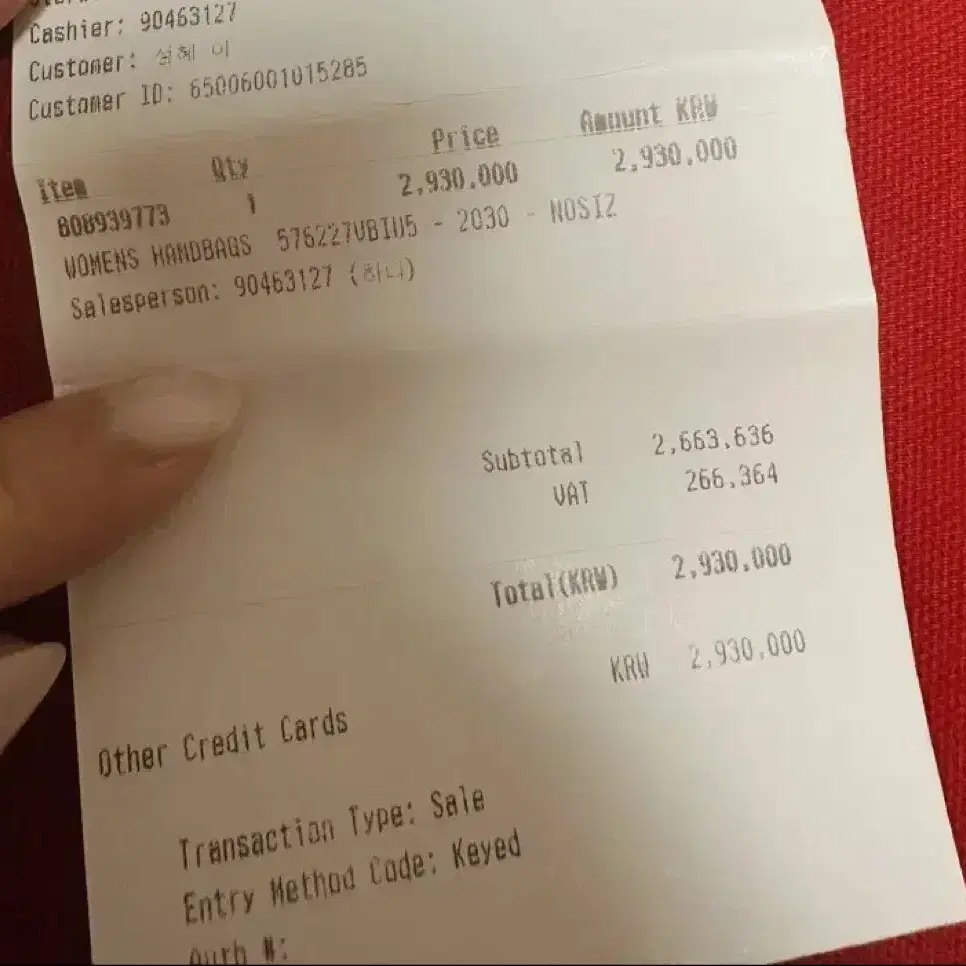 Cashier: 90463127
Customer: 성혜 이
Customer ID: 65006001015285
Item Qty Price Amount KRW
808939773 1 2,930,000 2,930,000
WOMENS HANDBAGS 576227VBIU5 - 2030 - NOSIZ
Salesperson: 90463127 (하나)
Subtotal 2,663,636
VAT 266,364
Total(KRW) 2,930,000
KRW 2,930,000
Other Credit Cards
Transaction Type: Sale
Entry Method Code: Keyed
Auth #: